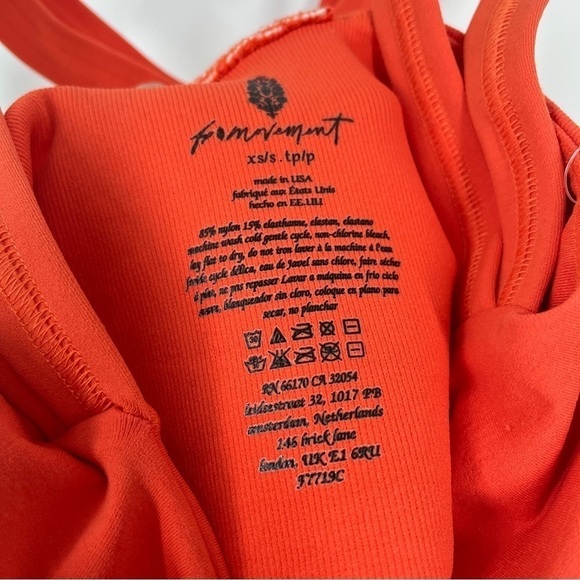 fp movement
xs/s . tp/p
made in USA
fabriqué aux États Unis
hecho en EE.UU.
85% nylon 15% elasthanne, elastan, elastano
machine wash cold gentle cycle, non-chlorine bleach,
lay flat to dry, do not iron laver à la machine à l'eau
froide cycle délica, eau de Javel sans chlore, faire sécher
à plat, ne pas repasser Lavar a máquina en frio ciclo
suave, blanqueador sin cloro, coloque en plano para
secar, no planchar
30
RN 66170 CA 32054
leidsestraat 32, 1017 PB
amsterdam, Netherlands
146 brick lane
london, UK E1 6RU
F7719C